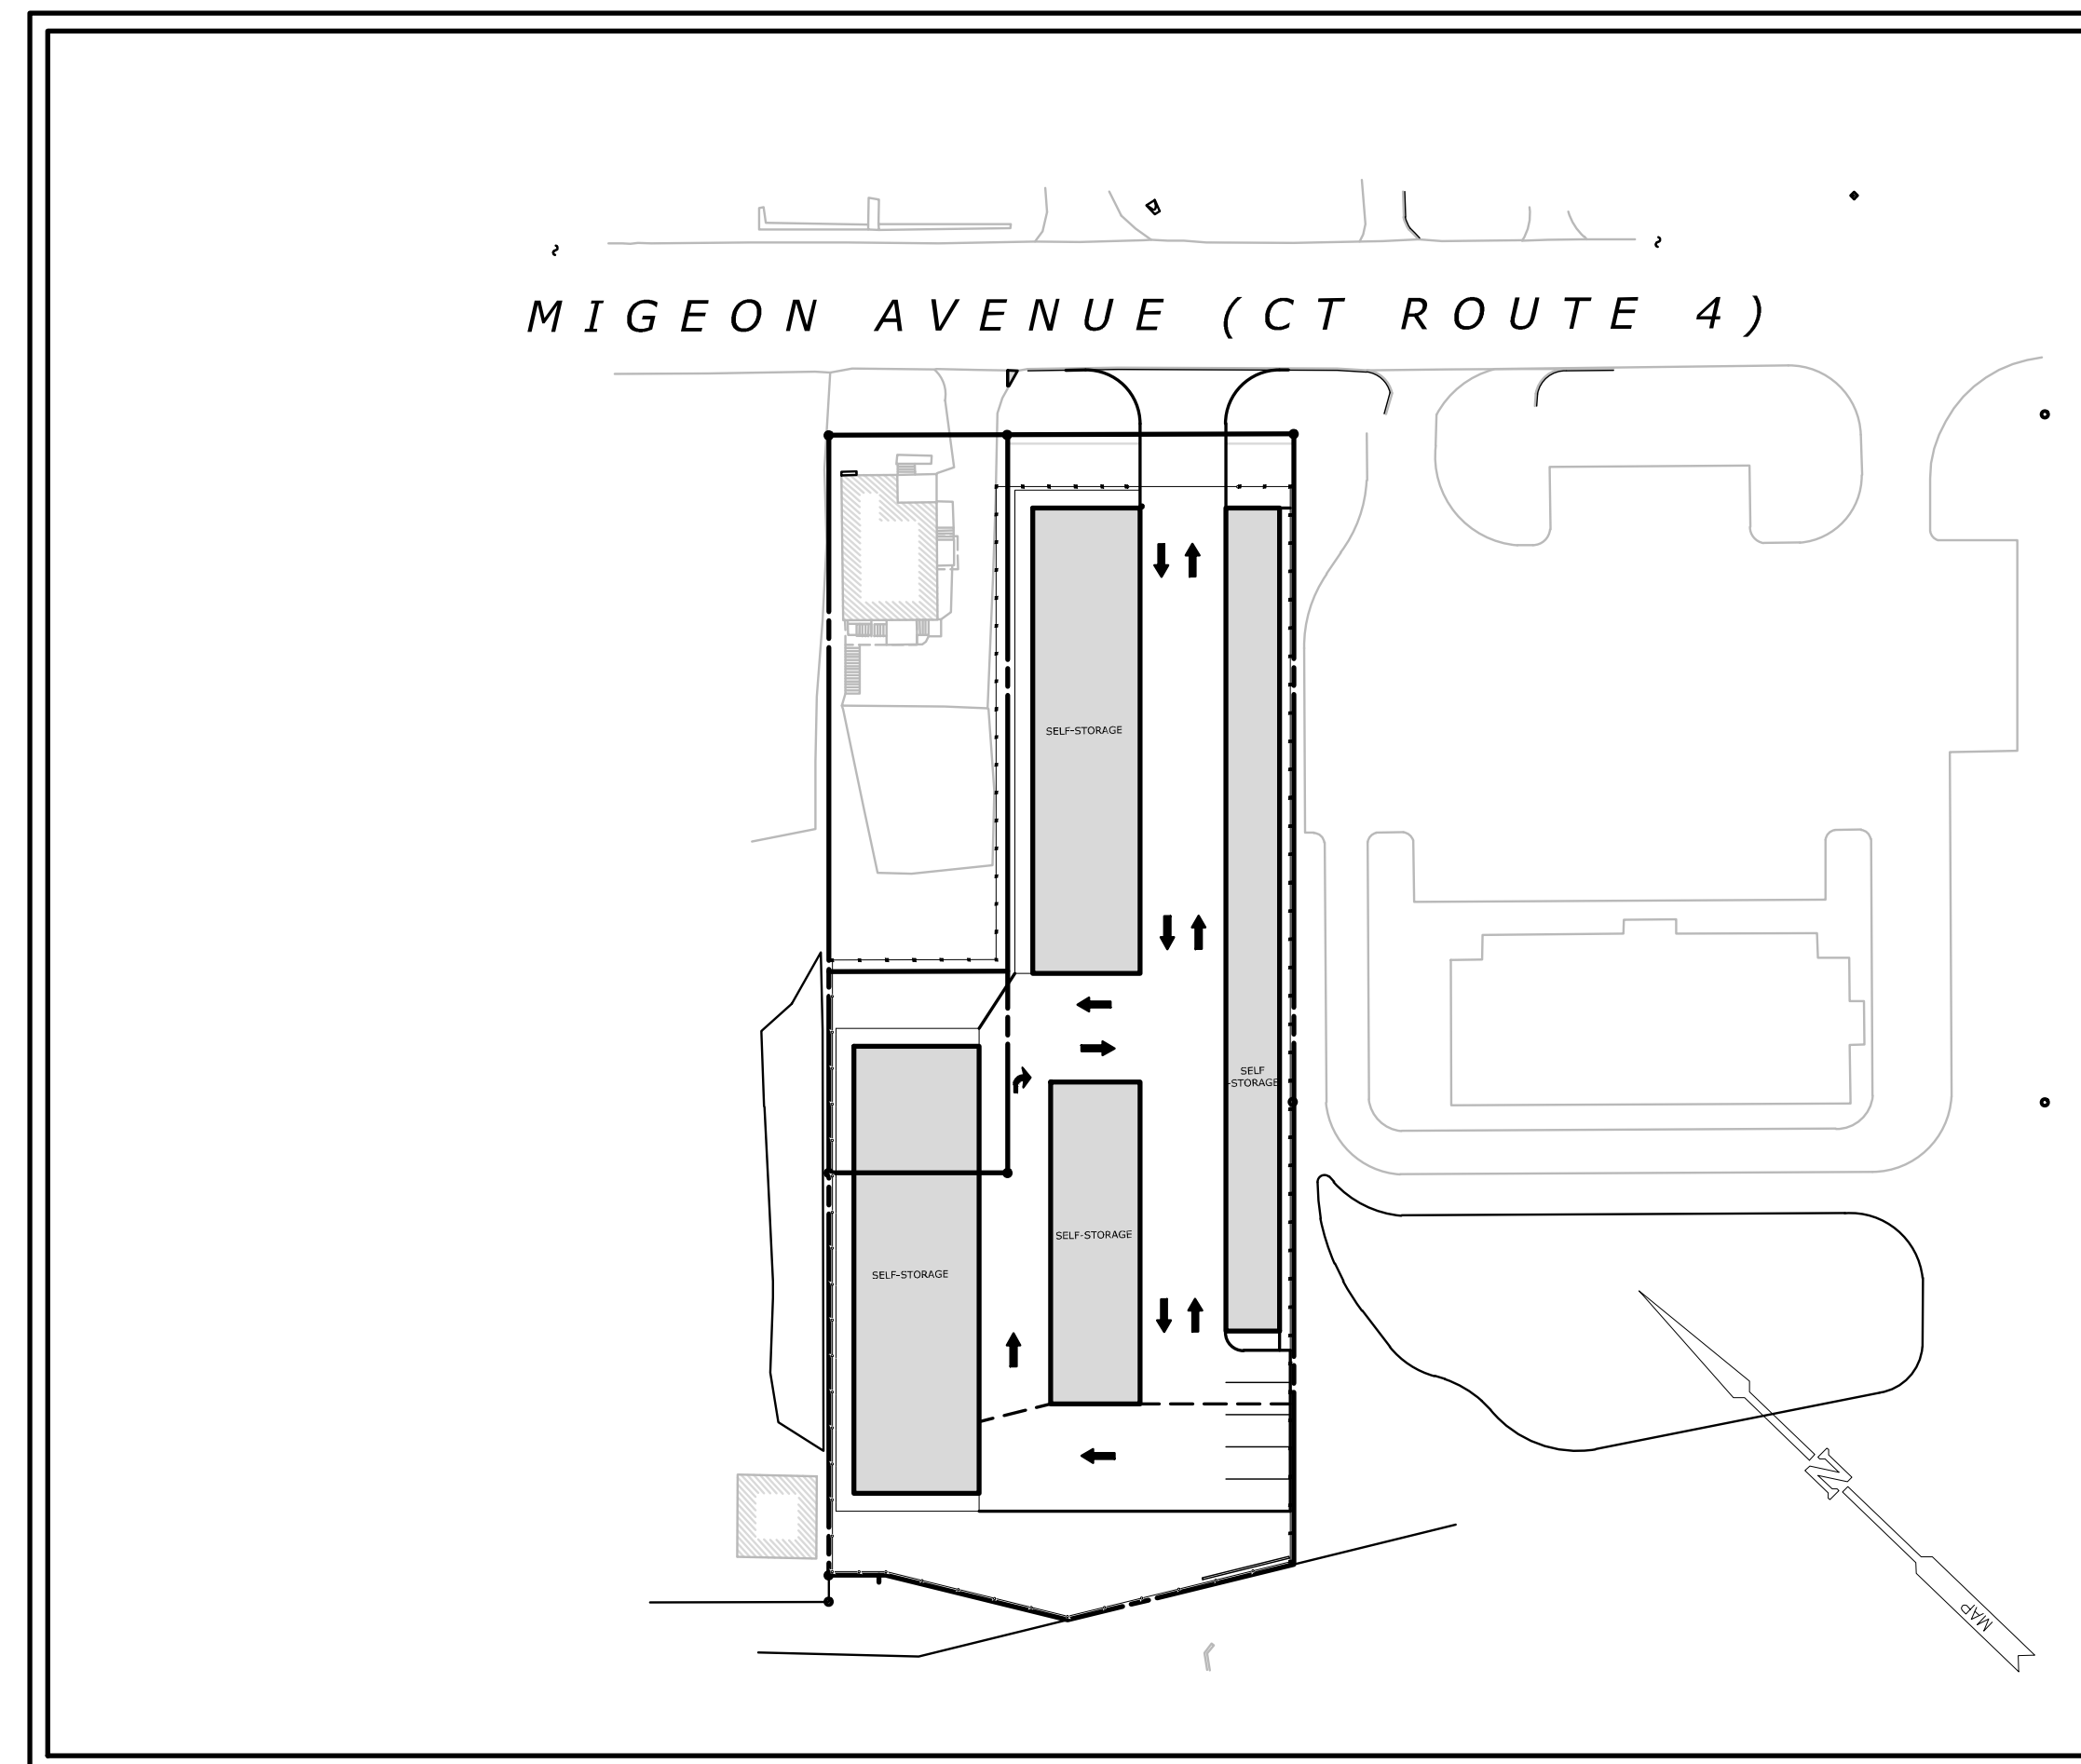 MIGEON AVENUE (CT ROUTE 4)
SELF-STORAGE
SELF
-STORAGE
SELF-STORAGE
SELF-STORAGE
N
MAP